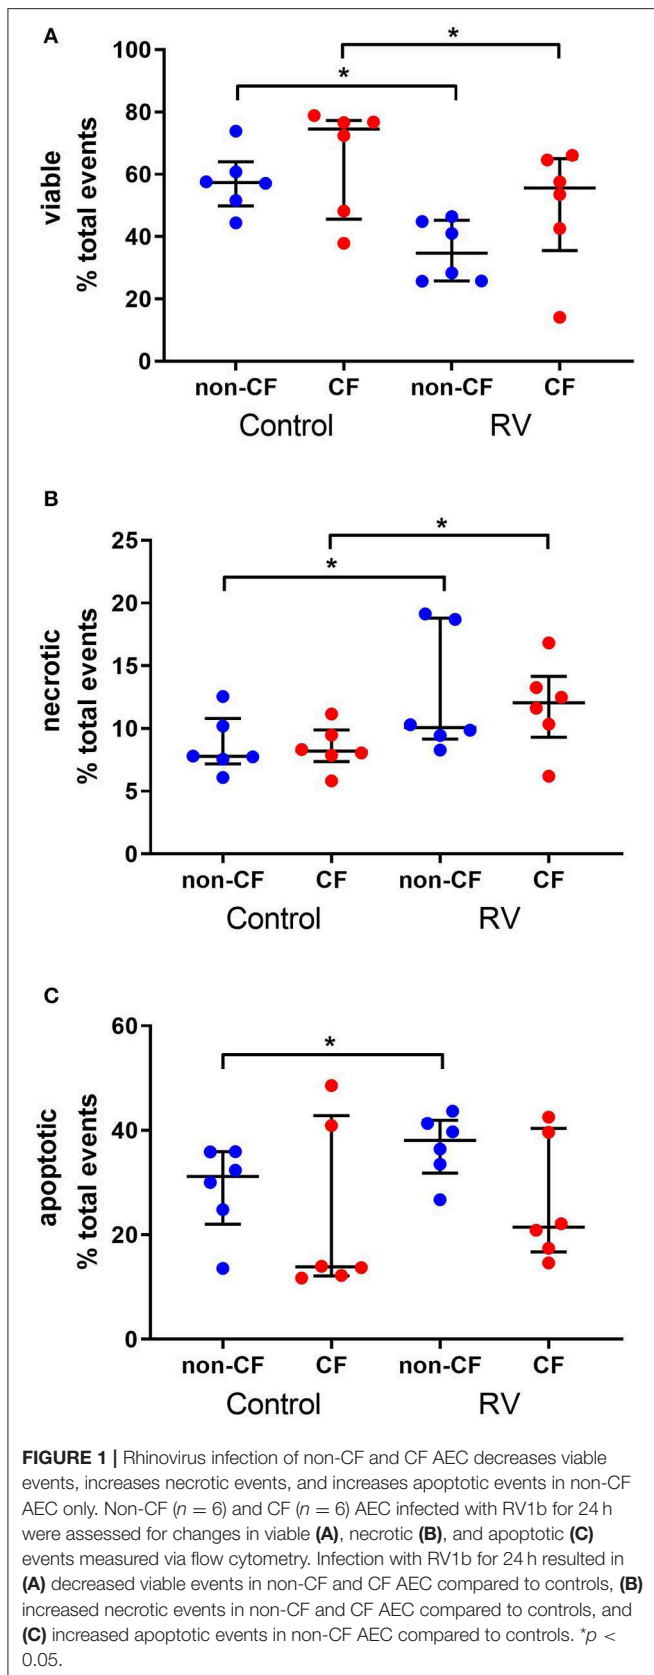 A
100
80
60
40
20
0
viable
% total events
*
*
non-CF CF non-CF CF
Control RV
B
25
20
15
10
5
0
necrotic
% total events
*
*
non-CF CF non-CF CF
Control RV
C
60
40
20
0
apoptotic
% total events
*
non-CF CF non-CF CF
Control RV
FIGURE 1 | Rhinovirus infection of non-CF and CF AEC decreases viable
events, increases necrotic events, and increases apoptotic events in non-CF
AEC only. Non-CF (n = 6) and CF (n = 6) AEC infected with RV1b for 24 h
were assessed for changes in viable (A), necrotic (B), and apoptotic (C)
events measured via flow cytometry. Infection with RV1b for 24 h resulted in
(A) decreased viable events in non-CF and CF AEC compared to controls, (B)
increased necrotic events in non-CF and CF AEC compared to controls, and
(C) increased apoptotic events in non-CF AEC compared to controls. *p <
0.05.